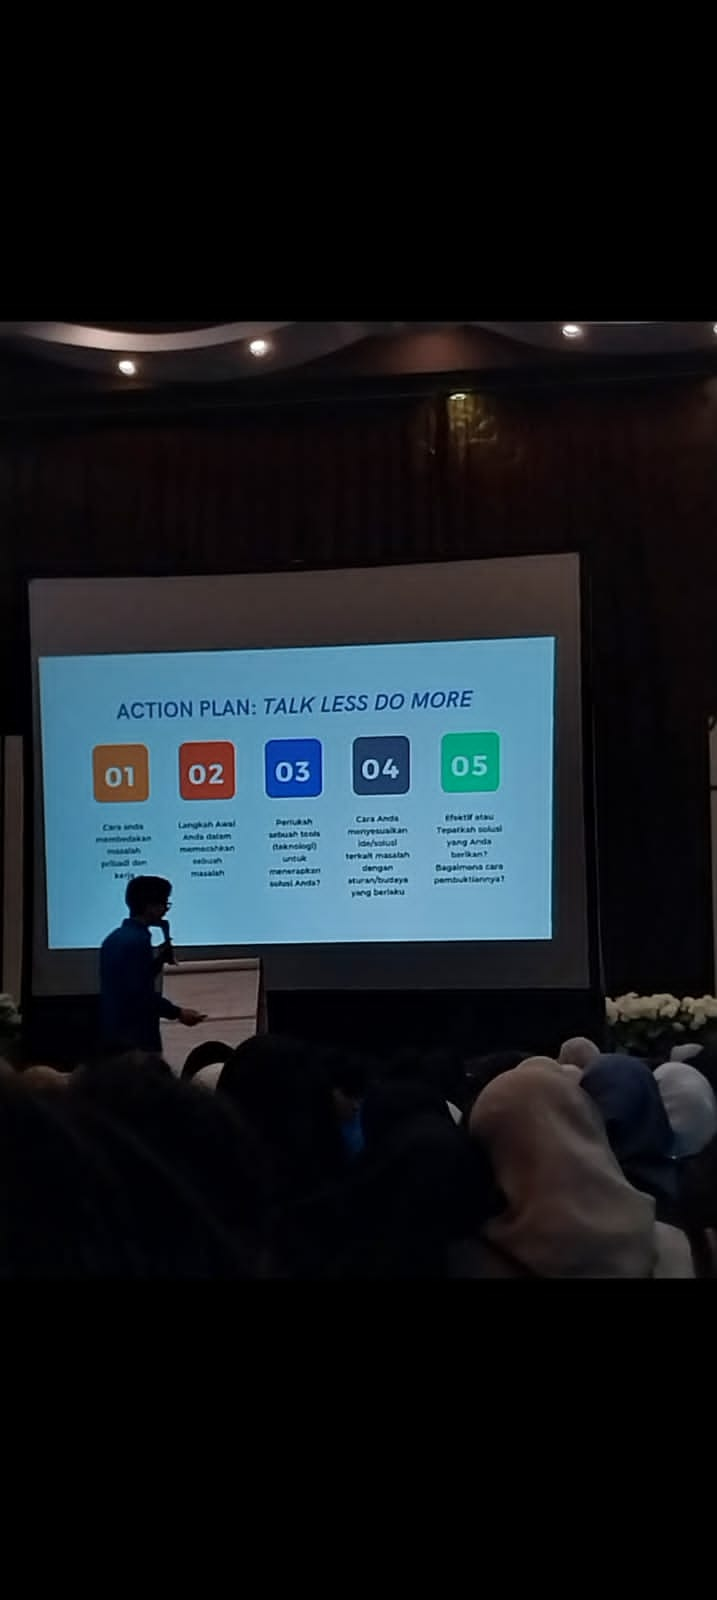 ACTION PLAN: TALK LESS DO MORE
01
Cara anda
membedakan
masalah
pribadi dan
kerja
02
Langkah Awal
Anda dalam
memecahkan
sebuah
masalah
03
Perlukah
sebuah tools
(teknologi)
untuk
menerapkan
solusi Anda?
04
Cara Anda
menyesuaikan
ide/solusi
terkait masalah
dengan
aturan/budaya
yang berlaku
05
Efektif atau
Tepatkah solusi
yang Anda
berikan?
Bagaimana cara
pembuktiannya?